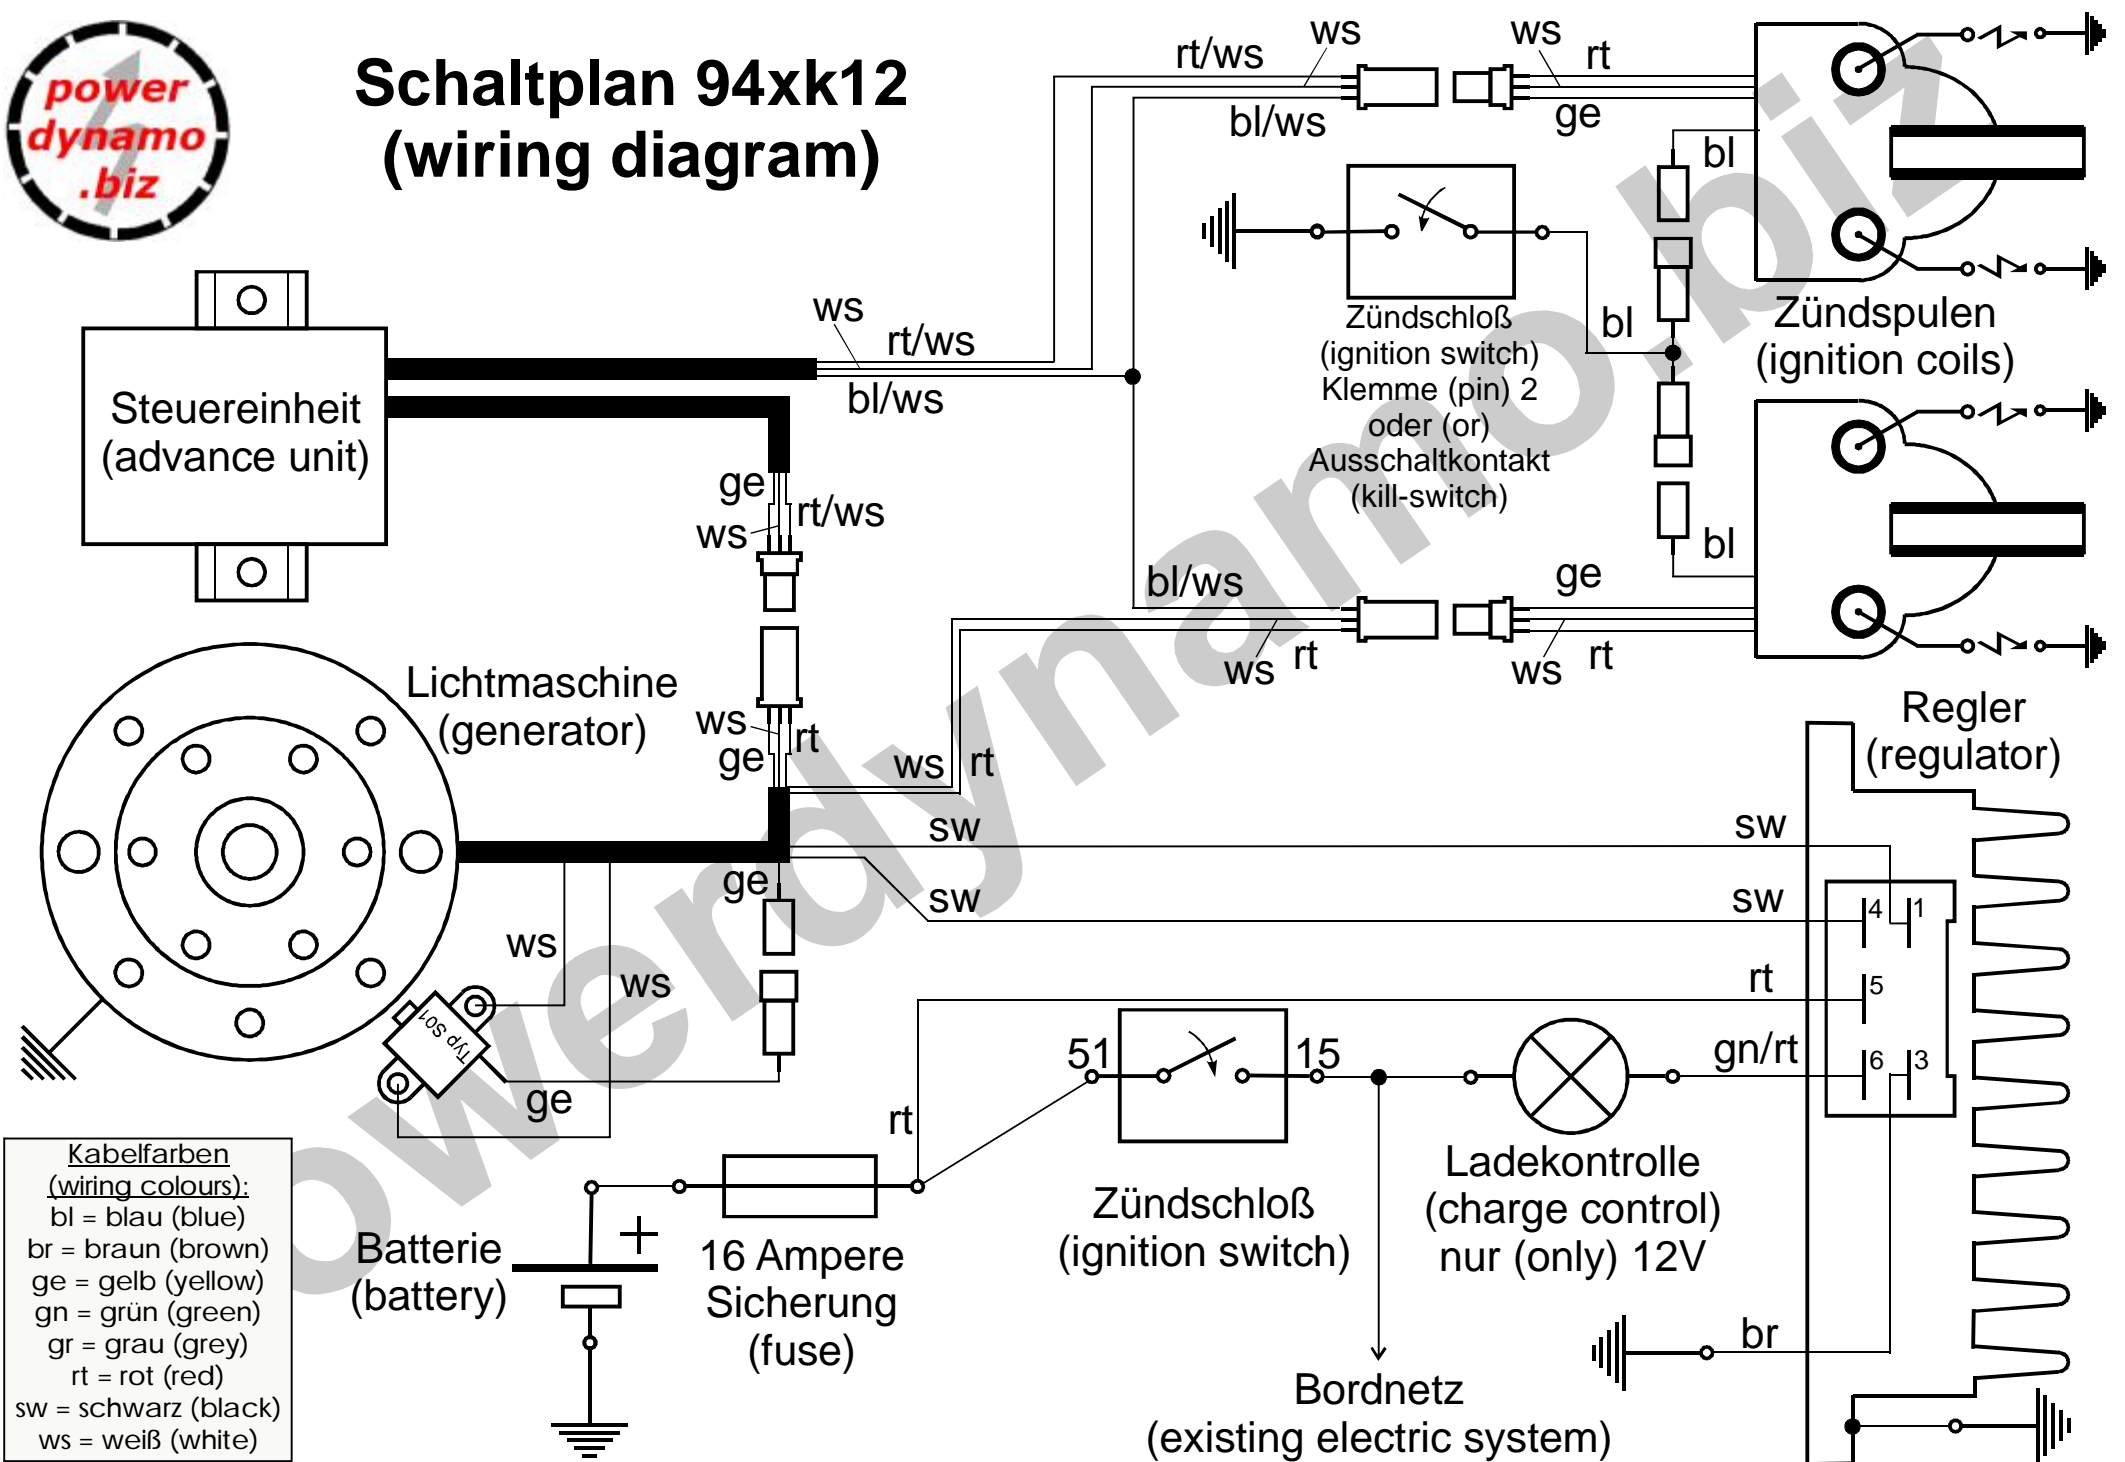 power
dynamo
.biz
Schaltplan 94xk12
(wiring diagram)
rt/ws
ws
bl/ws
ws
rt
ge
bl
Zündschloß
(ignition switch)
Klemme (pin) 2
oder (or)
Ausschaltkontakt
(kill-switch)
bl
Zündspulen
(ignition coils)
Steuereinheit
(advance unit)
ws
rt/ws
bl/ws
ge
rt/ws
ws
bl
bl/ws
ws
rt
ge
ws
rt
Lichtmaschine
(generator)
ws
rt
ge
ws
rt
Regler
(regulator)
sw
sw
sw
sw
ge
ws
ws
Typ S01
ge
4
1
5
6
3
rt
gn/rt
51
15
rt
Zündschloß
(ignition switch)
Ladekontrolle
(charge control)
nur (only) 12V
br
Bordnetz
(existing electric system)
Batterie
(battery)
+
16 Ampere
Sicherung
(fuse)
Kabelfarben
(wiring colours):
bl = blau (blue)
br = braun (brown)
ge = gelb (yellow)
gn = grün (green)
gr = grau (grey)
rt = rot (red)
sw = schwarz (black)
ws = weiß (white)
powerdynamo.biz